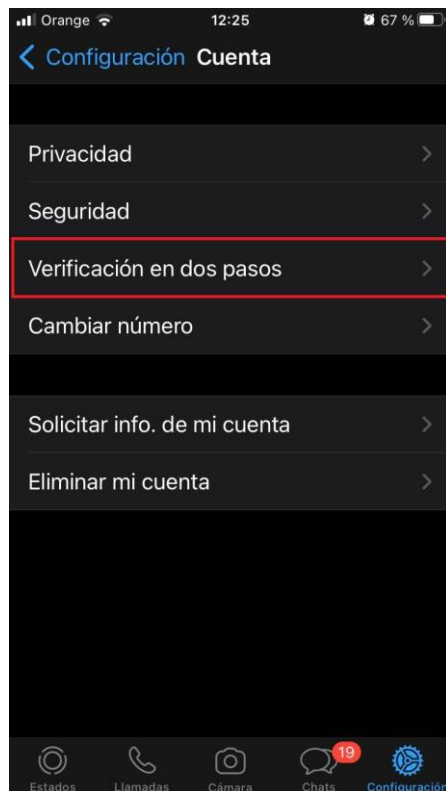 Orange 12:25 67 %
Configuración Cuenta
Privacidad
Seguridad
Verificación en dos pasos
Cambiar número
Solicitar info. de mi cuenta
Eliminar mi cuenta
19
Estados Llamadas Cámara Chats Configuración